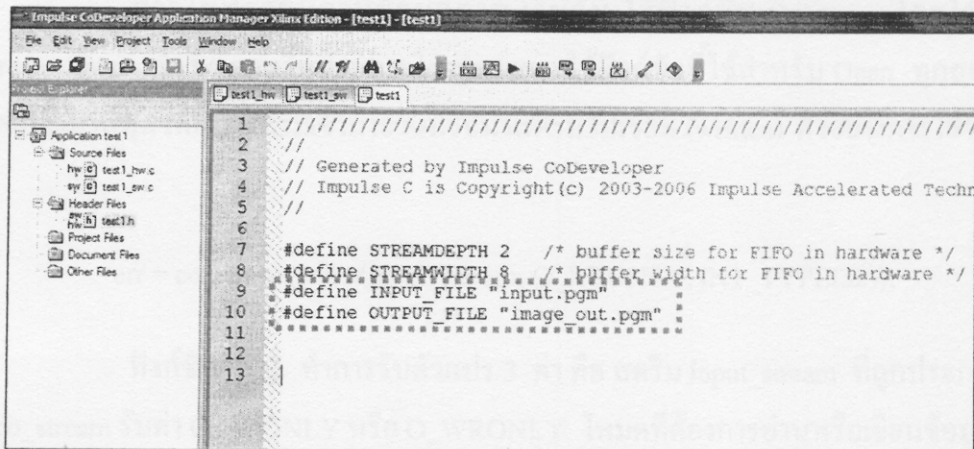 Impulse CoDeveloper Application Manager Xilinx Edition - [test1] - [test1]
File Edit View Project Tools Window Help
Project Explorer
test1_hw test1_sw test1
Application test1
Source Files
hw c test1_hw.c
sw c test1_sw.c
Header Files
sw hw h test1.h
Project Files
Document Files
Other Files
1 ////////////////////////////////////////////////////////////////////////
2 //
3 // Generated by Impulse CoDeveloper
4 // Impulse C is Copyright(c) 2003-2006 Impulse Accelerated Techn
5 //
6
7 #define STREAMDEPTH 2 /* buffer size for FIFO in hardware */
8 #define STREAMWIDTH 8 /* buffer width for FIFO in hardware */
9 #define INPUT_FILE "input.pgm"
10 #define OUTPUT_FILE "image_out.pgm"
11
12
13